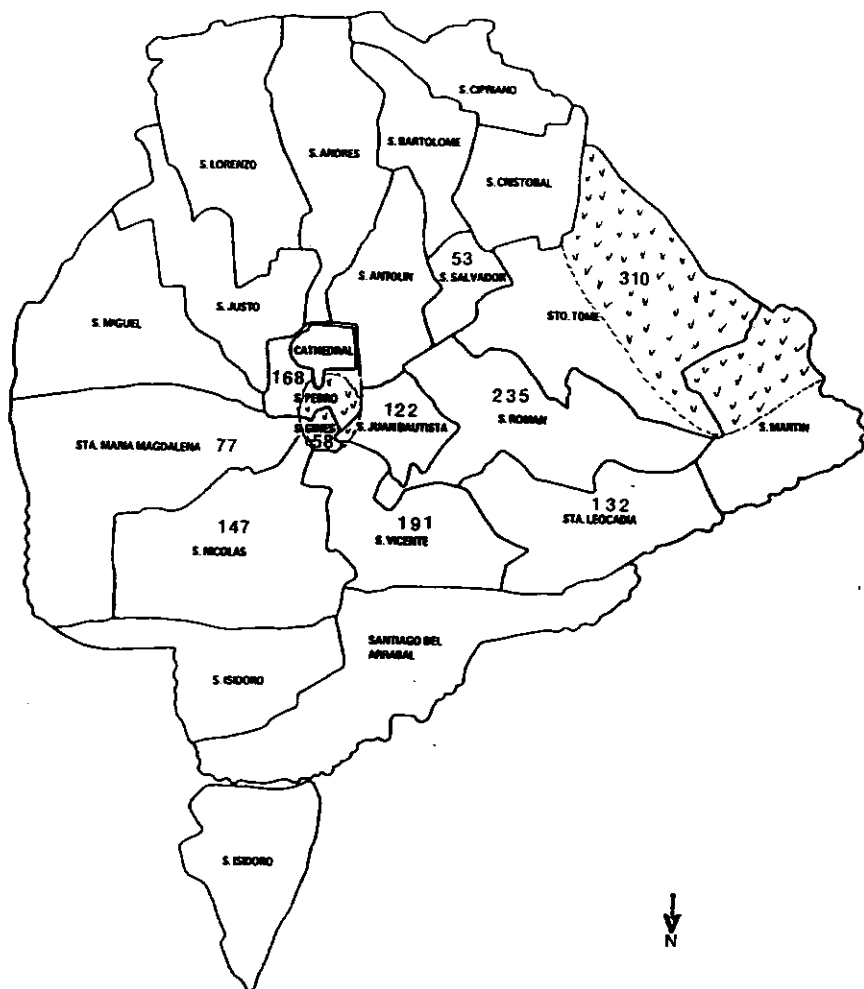 S. CIPRIANO
S. BARTOLOME
S. ANDRES
S. LORENZO
S. CRISTOBAL
53
S. SALVADOR
S. ANTOLIN
310
S. JUSTO
STO. TOME
S. MIGUEL
CATHEDRAL
168
S. PEDRO
235
S. ROMAN
122
S. JUAN BAUTISTA
S. GINES
58
S. MARTIN
STA. MARIA MAGDALENA 77
132
STA. LEOCADIA
147
S. NICOLAS
191
S. VICENTE
SANTIAGO DEL
ARRABAL
S. ISIDORO
S. ISIDORO
N